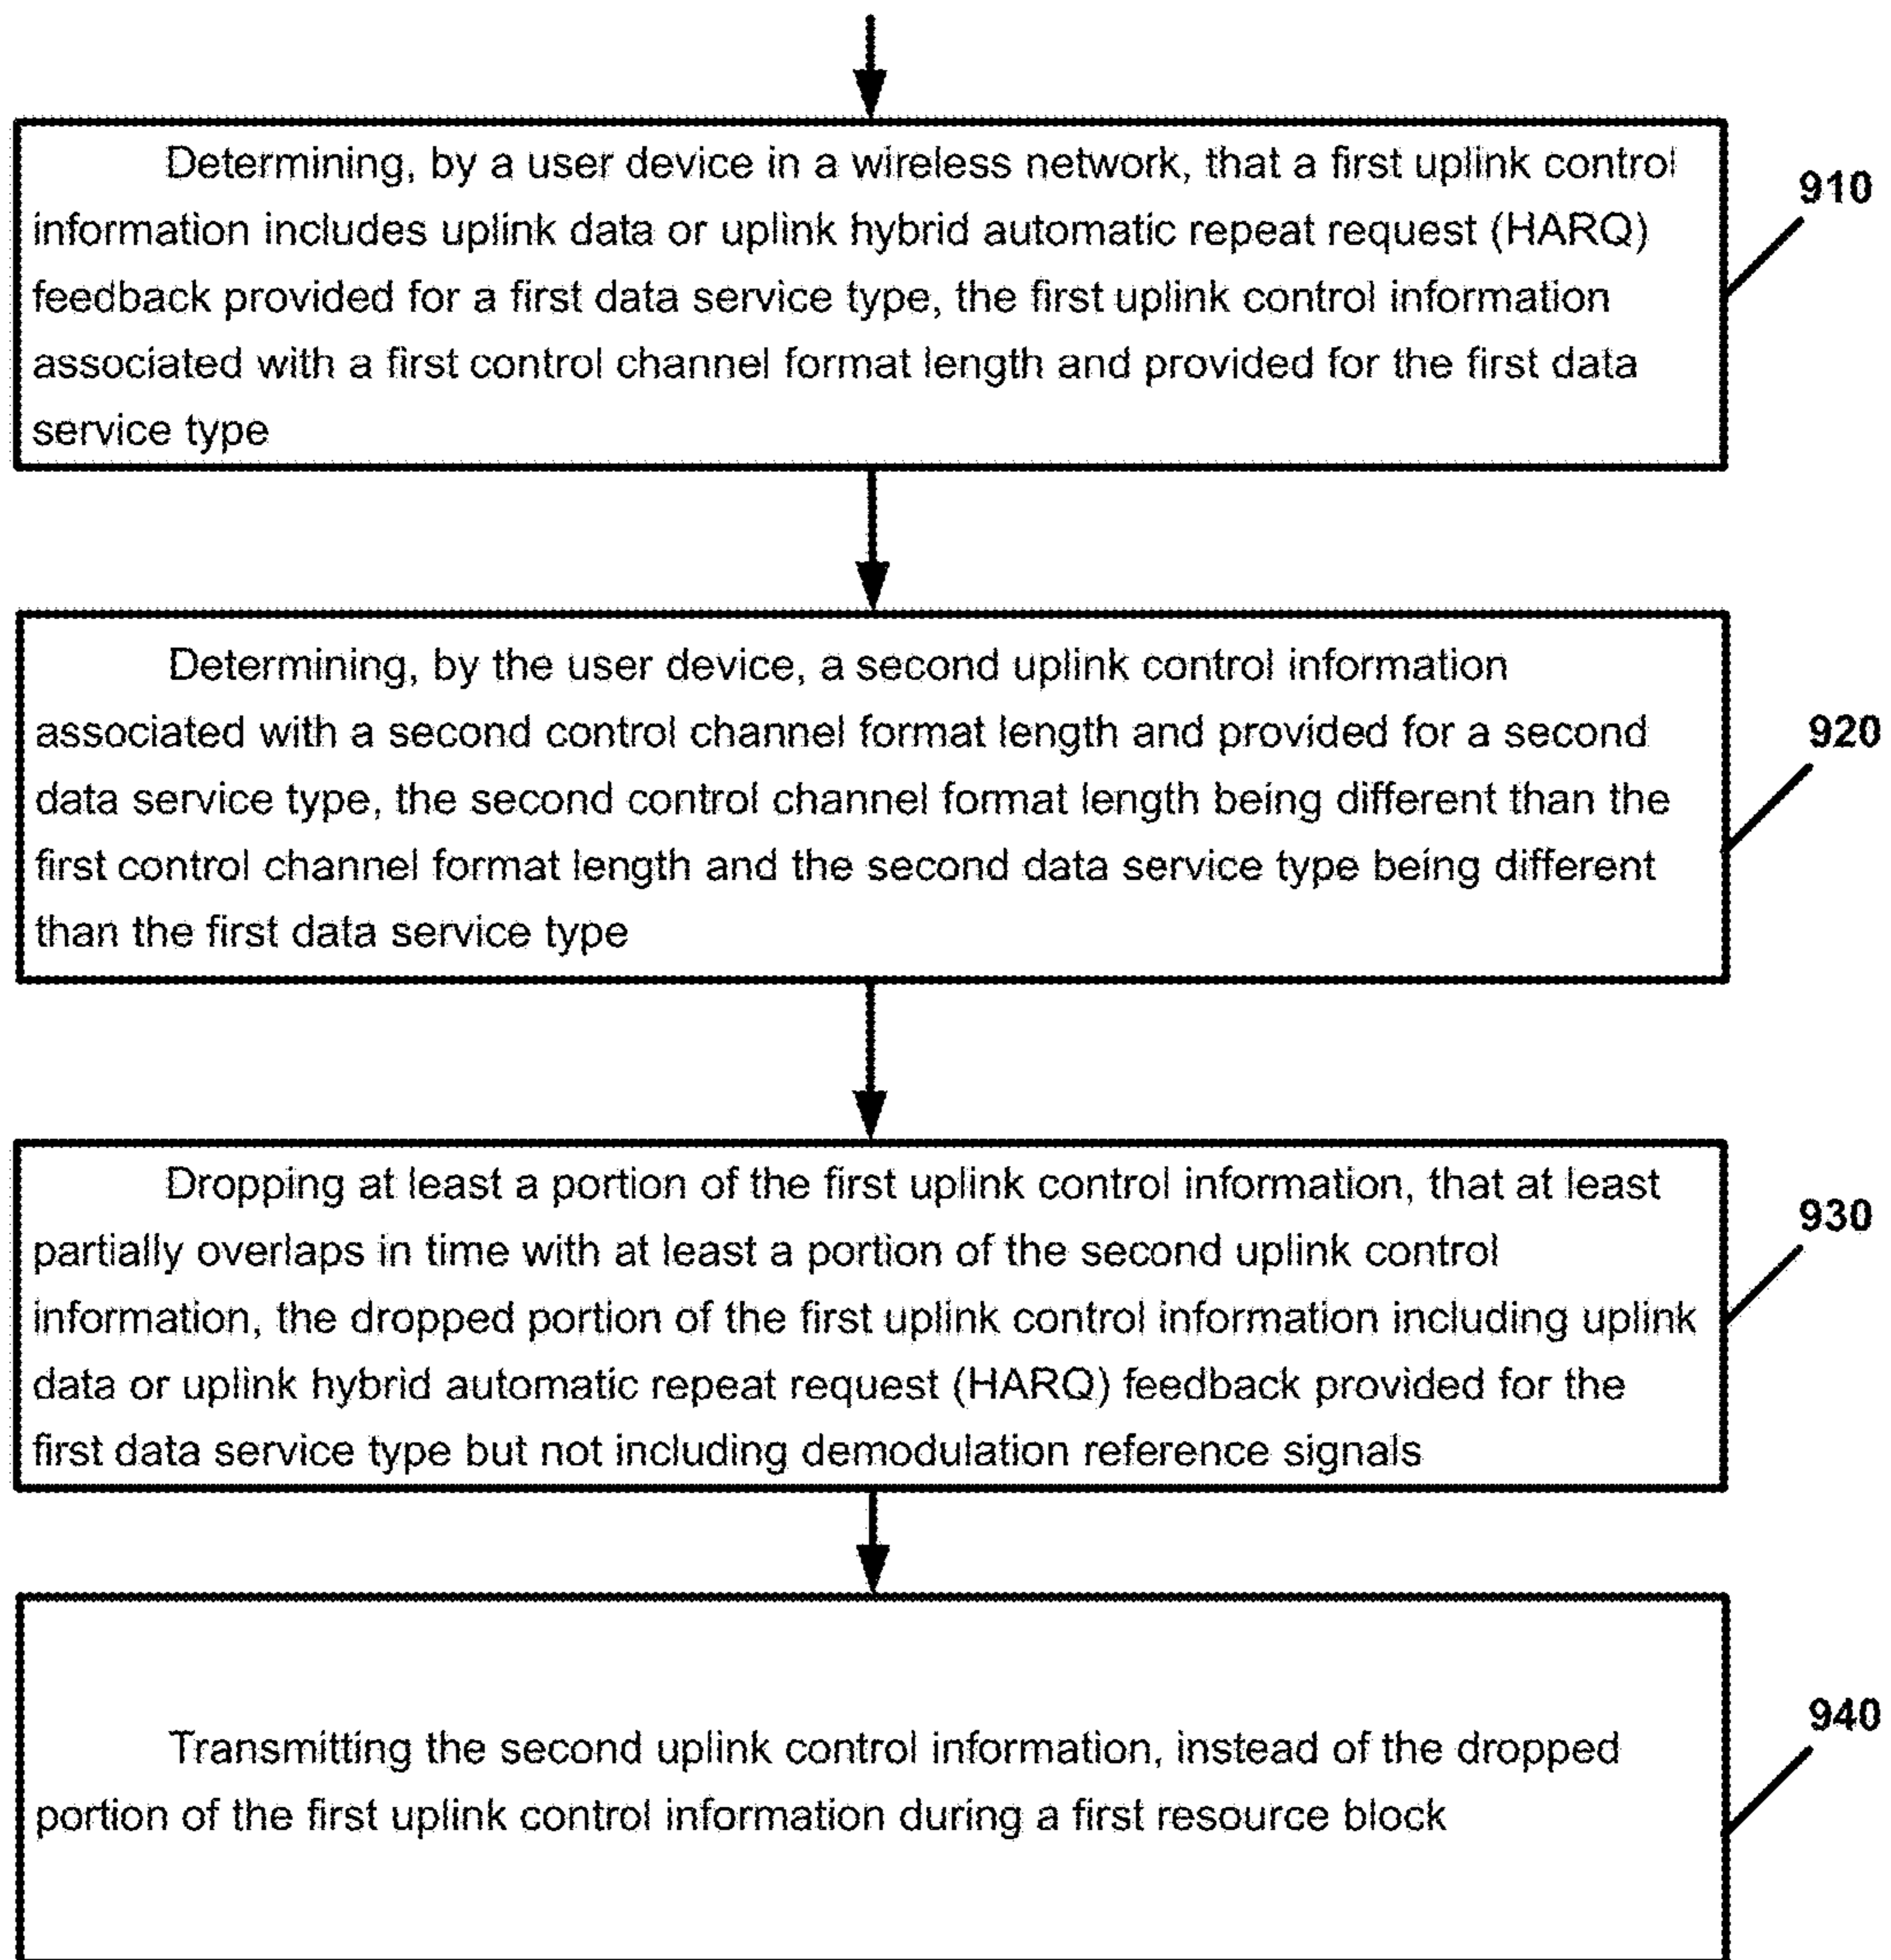 Determining, by a user device in a wireless network, that a first uplink control
information includes uplink data or uplink hybrid automatic repeat request (HARQ)
feedback provided for a first data service type, the first uplink control information
associated with a first control channel format length and provided for the first data
service type
910
Determining, by the user device, a second uplink control information
associated with a second control channel format length and provided for a second
data service type, the second control channel format length being different than the
first control channel format length and the second data service type being different
than the first data service type
920
Dropping at least a portion of the first uplink control information, that at least
partially overlaps in time with at least a portion of the second uplink control
information, the dropped portion of the first uplink control information including uplink
data or uplink hybrid automatic repeat request (HARQ) feedback provided for the
first data service type but not including demodulation reference signals
930
Transmitting the second uplink control information, instead of the dropped
portion of the first uplink control information during a first resource block
940